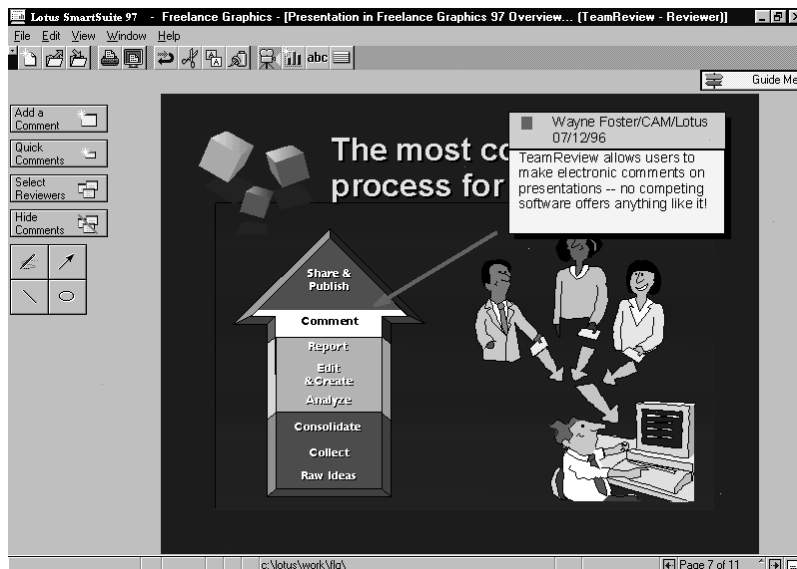 Lotus SmartSuite 97 - Freelance Graphics - [Presentation in Freelance Graphics 97 Overview... (TeamReview - Reviewer)]
File Edit View Window Help
abc
Guide Me
Add a
Comment
Quick
Comments
Select
Reviewers
Hide
Comments
The most co
process for
Wayne Foster/CAM/Lotus
07/12/96
TeamReview allows users to
make electronic comments on
presentations -- no competing
software offers anything like it!
Share &
Publish
Comment
Report
Edit
& Create
Analyze
Consolidate
Collect
Raw Ideas
c:\lotus\work\flg\
Page 7 of 11